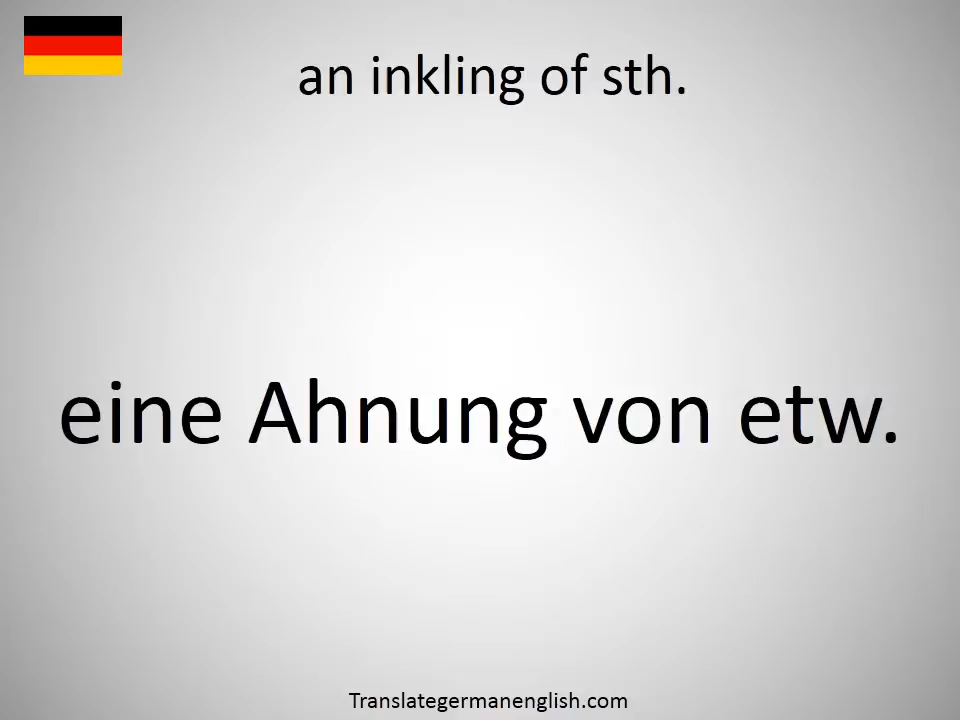 an inkling of sth.
eine Ahnung von etw.
Translategermanenglish.com